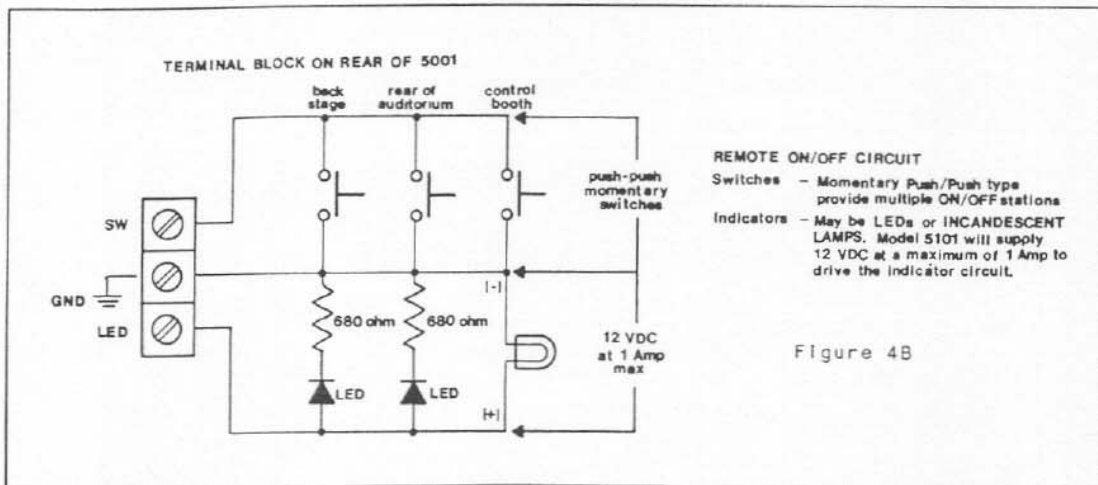 TERMINAL BLOCK ON REAR OF 5001
back
stage
rear of
auditorium
control
booth
push-push
momentary
switches
SW
GND
LED
680 ohm
680 ohm
LED
LED
[-]
[+]
12 VDC
at 1 Amp
max
REMOTE ON/OFF CIRCUIT
Switches – Momentary Push/Push type
provide multiple ON/OFF stations
Indicators – May be LEDs or INCANDESCENT
LAMPS. Model 5101 will supply
12 VDC at a maximum of 1 Amp to
drive the indicator circuit.
Figure 4B